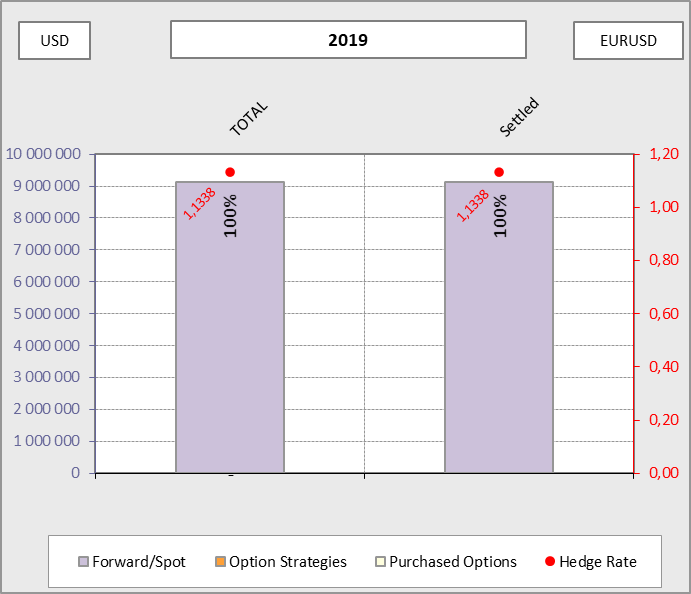 USD
2019
EURUSD
TOTAL
Settled
10 000 000
9 000 000
8 000 000
7 000 000
6 000 000
5 000 000
4 000 000
3 000 000
2 000 000
1 000 000
0
1,1338
100%
1,1338
100%
1,20
1,00
0,80
0,60
0,40
0,20
0,00
Forward/Spot
Option Strategies
Purchased Options
Hedge Rate